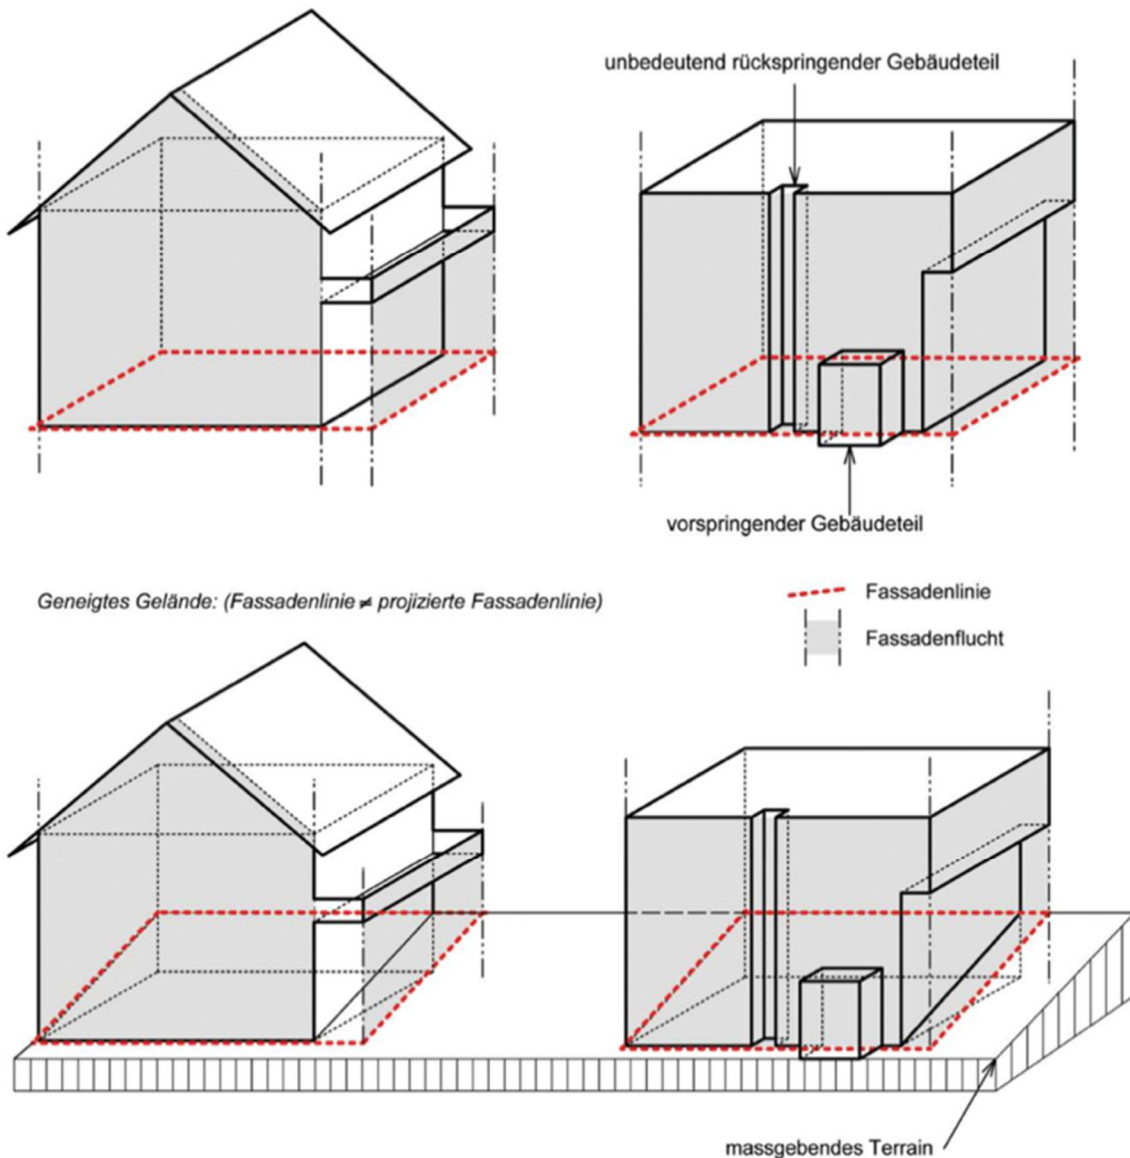 unbedeutend rückspringender Gebäudeteil
vorspringender Gebäudeteil
Geneigtes Gelände: (Fassadenlinie ≠ projizierte Fassadenlinie)
Fassadenlinie
Fassadenflucht
massgebendes Terrain